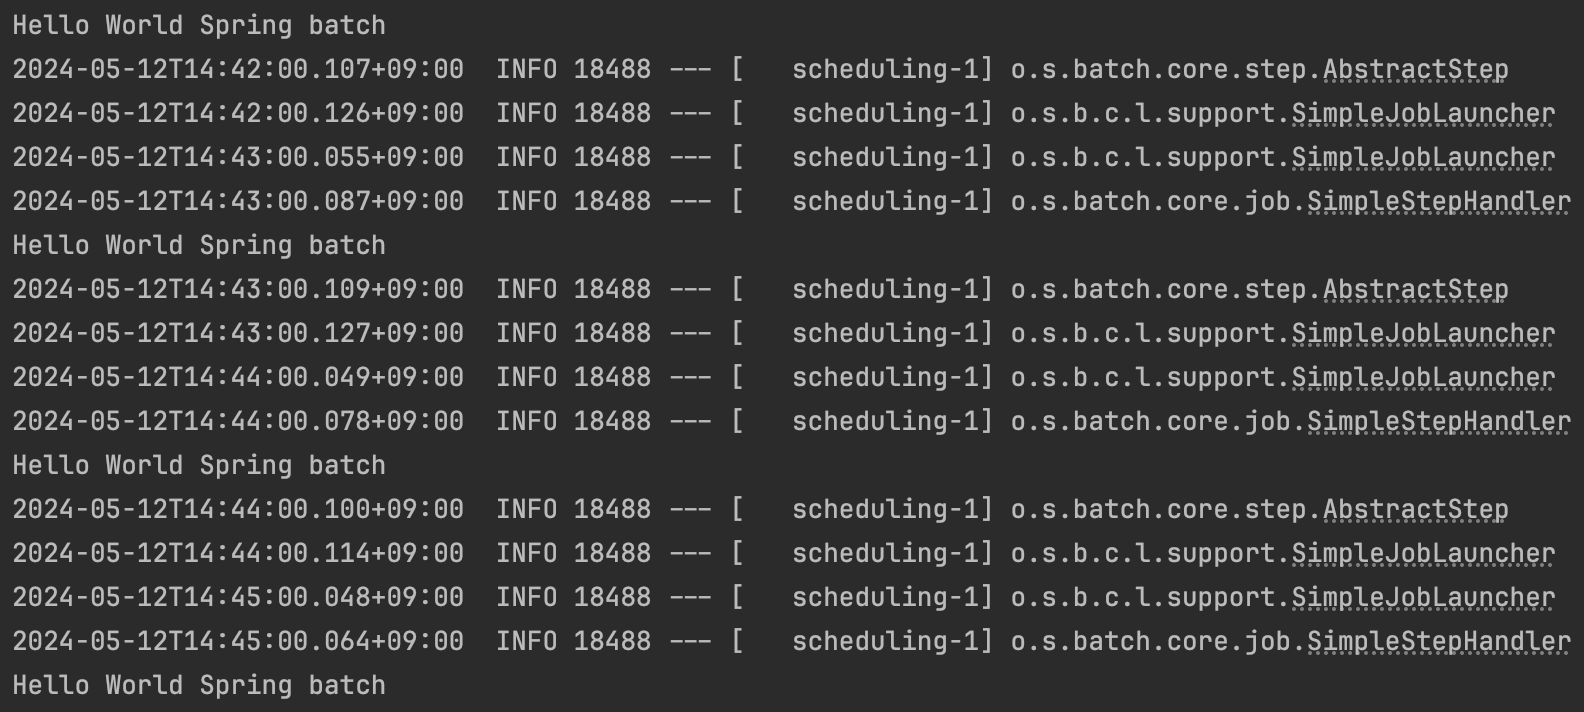 Hello World Spring batch
2024-05-12T14:42:00.107+09:00  INFO 18488 --- [   scheduling-1] o.s.batch.core.step.AbstractStep
2024-05-12T14:42:00.126+09:00  INFO 18488 --- [   scheduling-1] o.s.b.c.l.support.SimpleJobLauncher
2024-05-12T14:43:00.055+09:00  INFO 18488 --- [   scheduling-1] o.s.b.c.l.support.SimpleJobLauncher
2024-05-12T14:43:00.087+09:00  INFO 18488 --- [   scheduling-1] o.s.batch.core.job.SimpleStepHandler
Hello World Spring batch
2024-05-12T14:43:00.109+09:00  INFO 18488 --- [   scheduling-1] o.s.batch.core.step.AbstractStep
2024-05-12T14:43:00.127+09:00  INFO 18488 --- [   scheduling-1] o.s.b.c.l.support.SimpleJobLauncher
2024-05-12T14:44:00.049+09:00  INFO 18488 --- [   scheduling-1] o.s.b.c.l.support.SimpleJobLauncher
2024-05-12T14:44:00.078+09:00  INFO 18488 --- [   scheduling-1] o.s.batch.core.job.SimpleStepHandler
Hello World Spring batch
2024-05-12T14:44:00.100+09:00  INFO 18488 --- [   scheduling-1] o.s.batch.core.step.AbstractStep
2024-05-12T14:44:00.114+09:00  INFO 18488 --- [   scheduling-1] o.s.b.c.l.support.SimpleJobLauncher
2024-05-12T14:45:00.048+09:00  INFO 18488 --- [   scheduling-1] o.s.b.c.l.support.SimpleJobLauncher
2024-05-12T14:45:00.064+09:00  INFO 18488 --- [   scheduling-1] o.s.batch.core.job.SimpleStepHandler
Hello World Spring batch